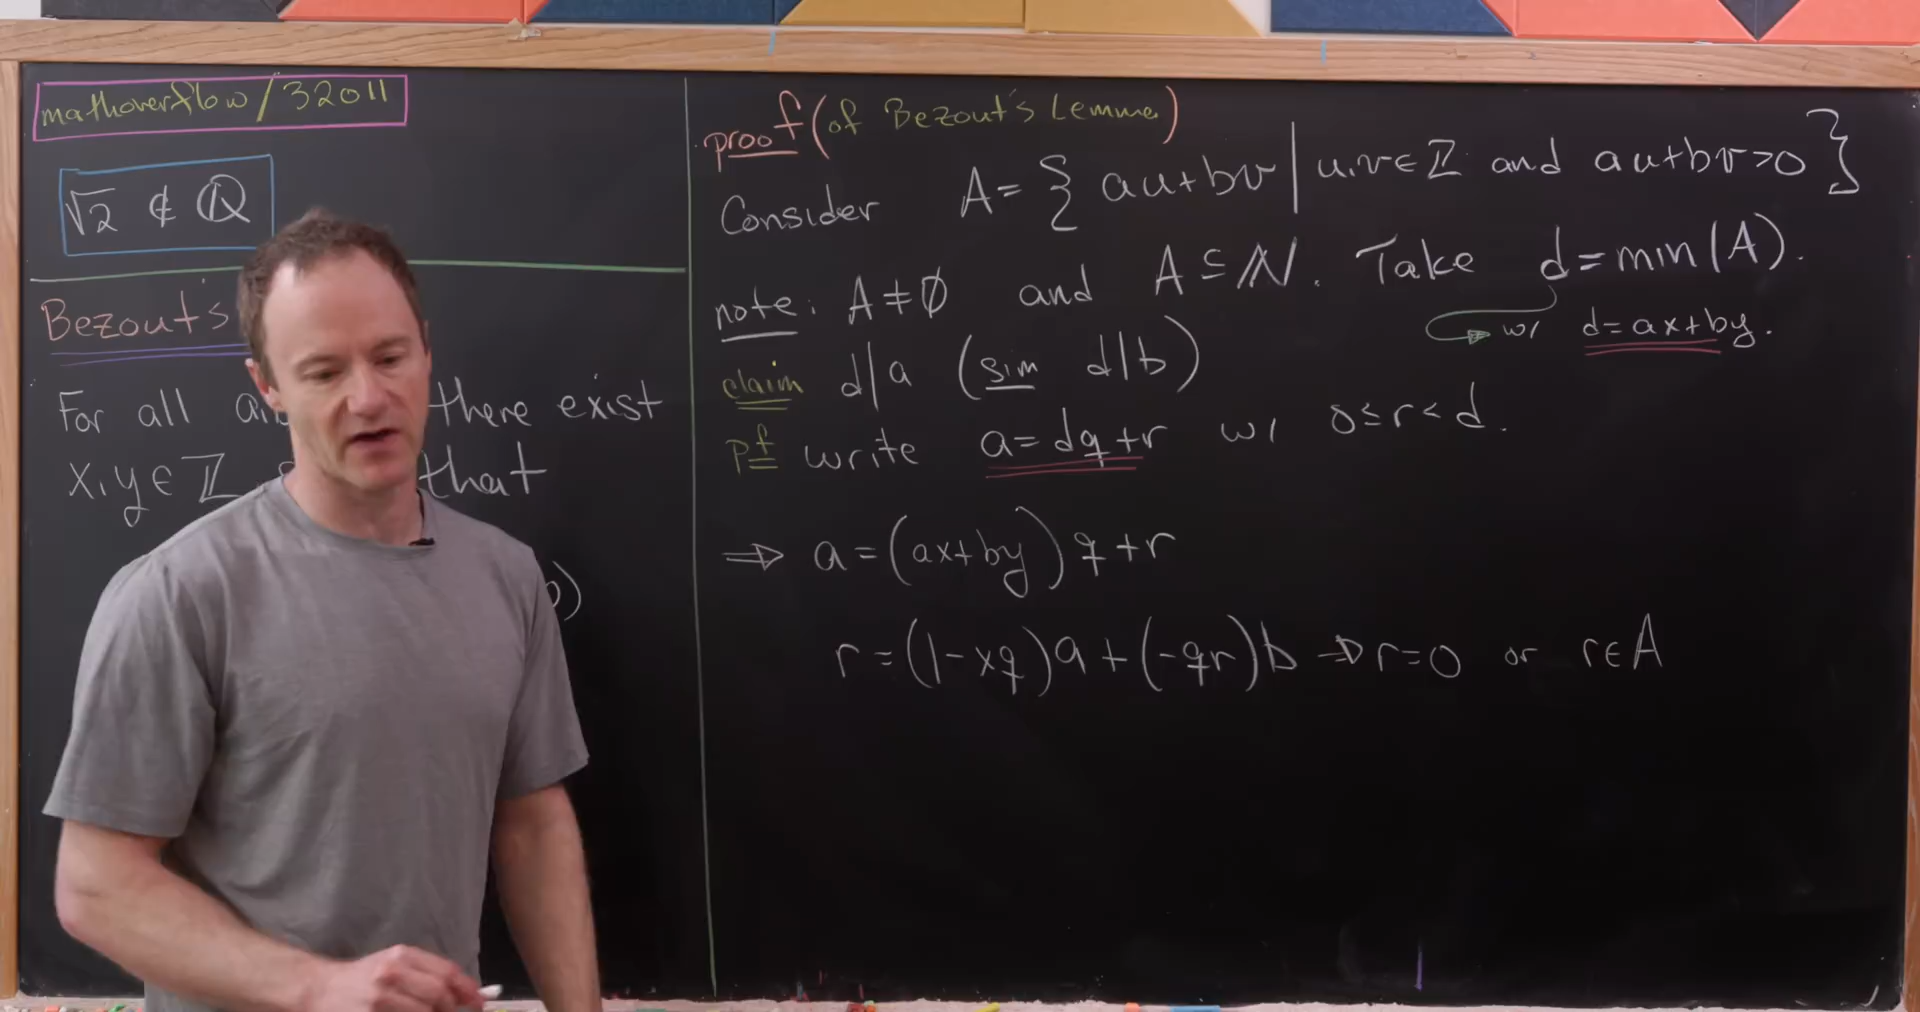 mathoverflow/32011
√2 ∉ ℚ
Bezout's
For all there exist
x,y ∈ ℤ that
)
proof (of Bezout's Lemma)
Consider A = { au+bv | u,v ∈ ℤ and au+bv>0 }
note: A ≠ ∅ and A ⊆ ℕ. Take d = min(A).
w/ d = ax+by.
claim d|a (sim d|b)
pf write a = dq+r w/ 0 ≤ r < d.
⇒ a = (ax+by)q+r
r = (1-xq)a + (-qr)b ⇒ r=0 or r ∈ A